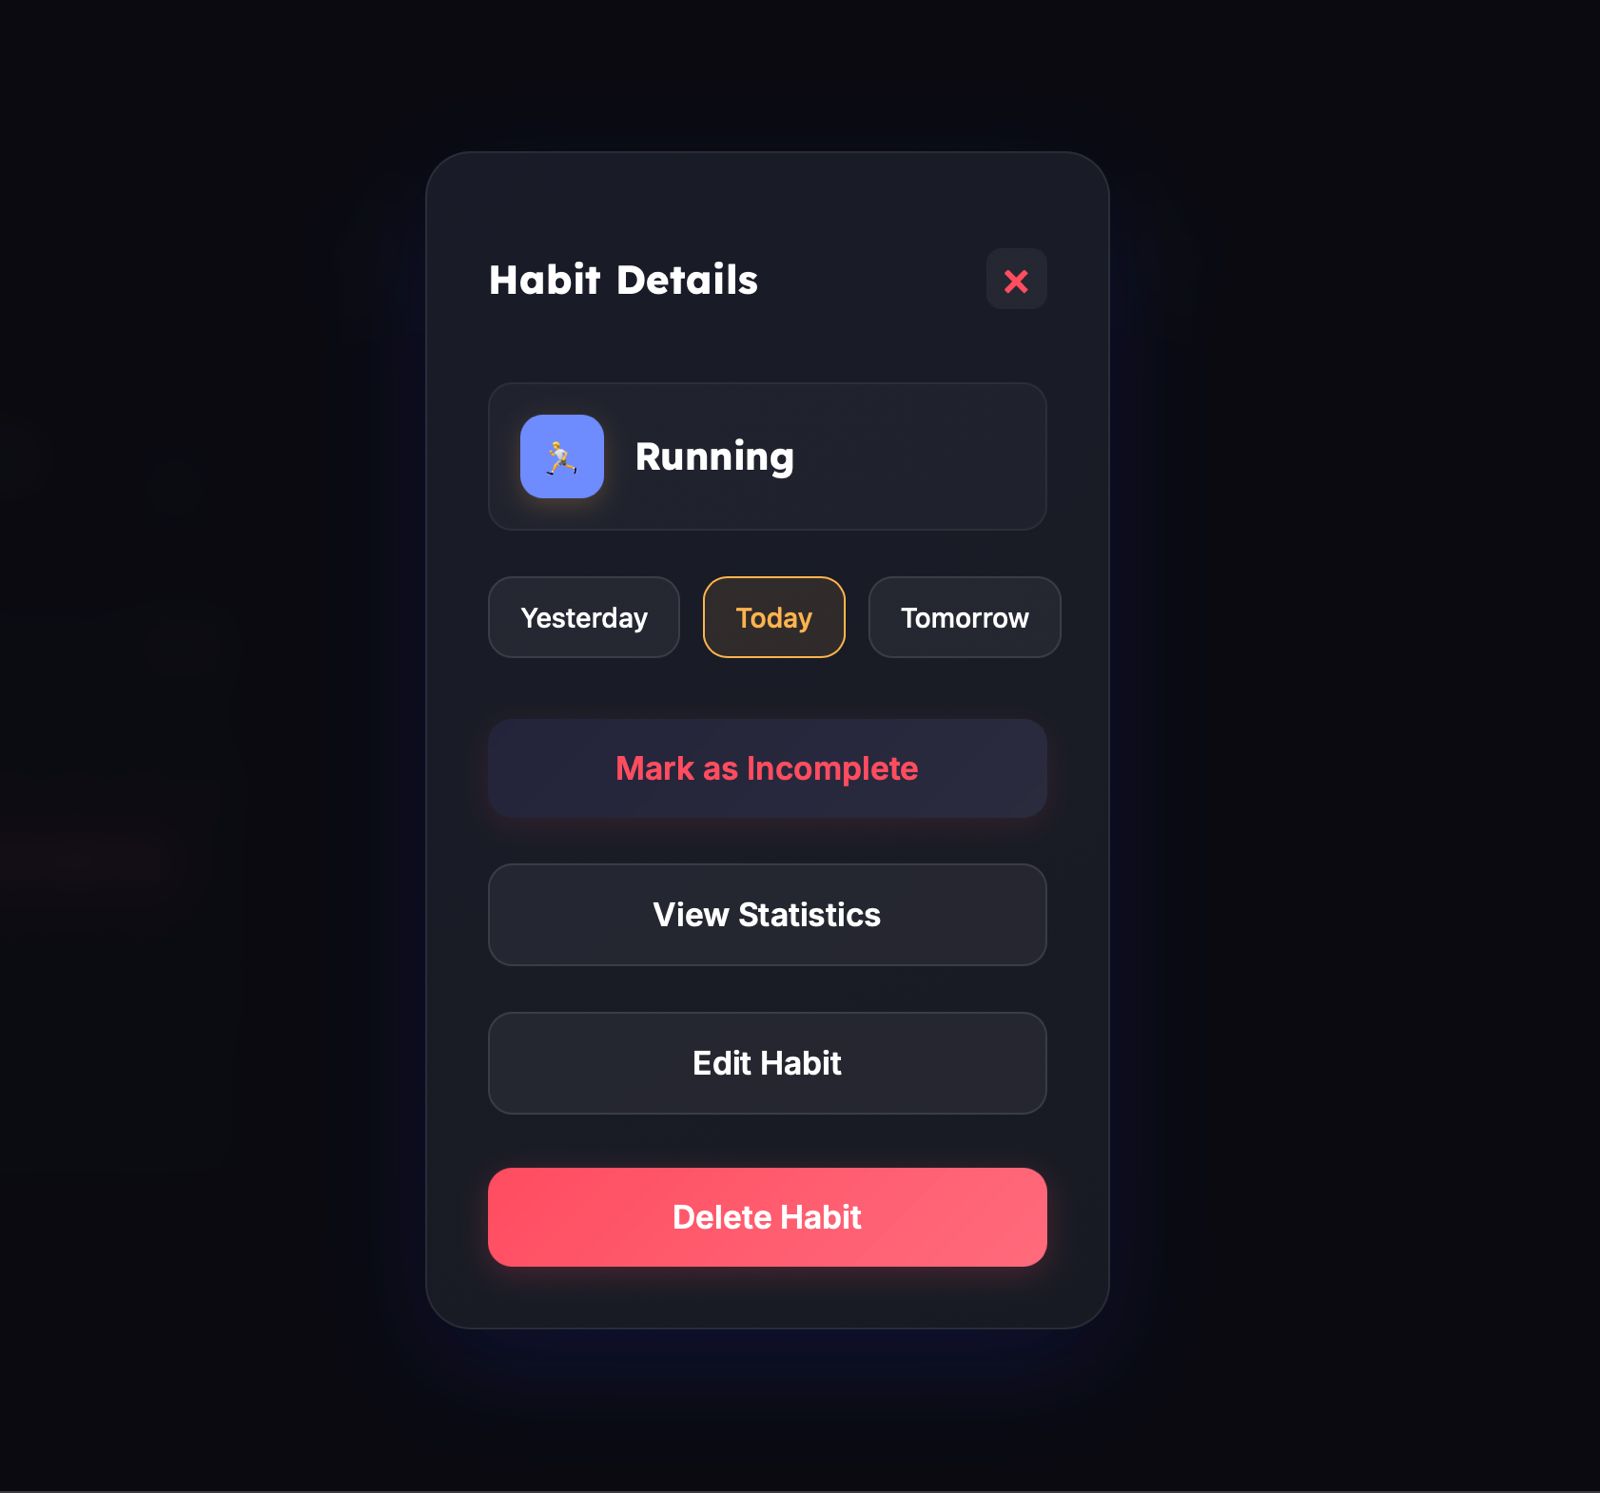 Habit Details
Running
Yesterday Today Tomorrow
Mark as Incomplete
View Statistics
Edit Habit
Delete Habit